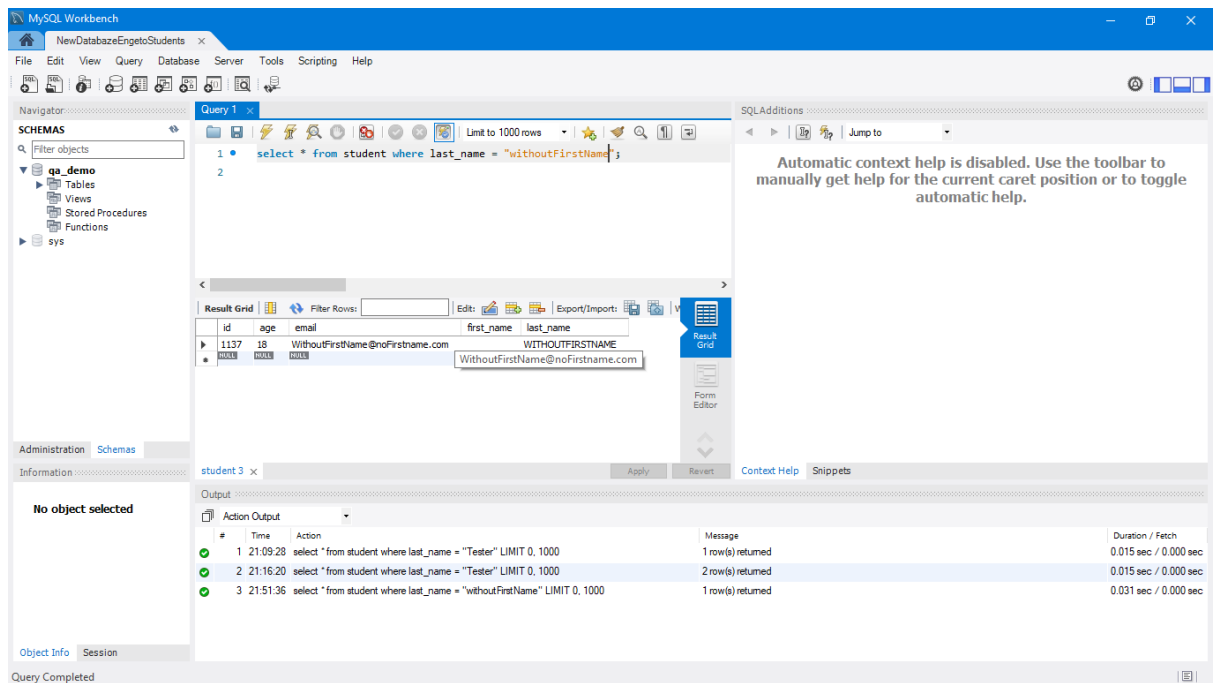 MySQL Workbench
NewDatabazeEngetoStudents ×
File Edit View Query Database Server Tools Scripting Help
Navigator
SCHEMAS
Filter objects
qa_demo
Tables
Views
Stored Procedures
Functions
sys
Administration Schemas
Information
No object selected
Object Info Session
Query 1 ×
Limit to 1000 rows
1 select * from student where last_name = "withoutFirstName";
2
Result Grid Filter Rows: Edit: Export/Import:
id age email first_name last_name
1137 18 WithoutFirstName@noFirstname.com WITHOUTFIRSTNAME
NULL NULL NULL
WithoutFirstName@noFirstname.com
Result
Grid
Form
Editor
student 3 × Apply Revert
SQLAdditions
Jump to
Automatic context help is disabled. Use the toolbar to
manually get help for the current caret position or to toggle
automatic help.
Context Help Snippets
Output
Action Output
# Time Action Message Duration / Fetch
1 21:09:28 select * from student where last_name = "Tester" LIMIT 0, 1000 1 row(s) returned 0.015 sec / 0.000 sec
2 21:16:20 select * from student where last_name = "Tester" LIMIT 0, 1000 2 row(s) returned 0.015 sec / 0.000 sec
3 21:51:36 select * from student where last_name = "withoutFirstName" LIMIT 0, 1000 1 row(s) returned 0.031 sec / 0.000 sec
Query Completed